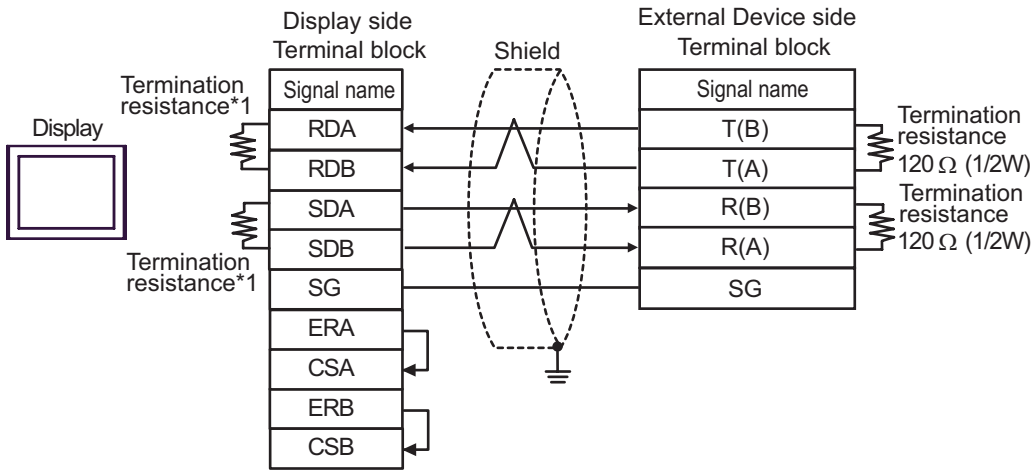 Display side
Terminal block
Shield
External Device side
Terminal block
Termination
resistance*1
Display
Signal name
RDA
RDB
SDA
SDB
SG
ERA
CSA
ERB
CSB
Termination
resistance*1
Signal name
T(B)
T(A)
R(B)
R(A)
SG
Termination
resistance
120 Ω (1/2W)
Termination
resistance
120 Ω (1/2W)